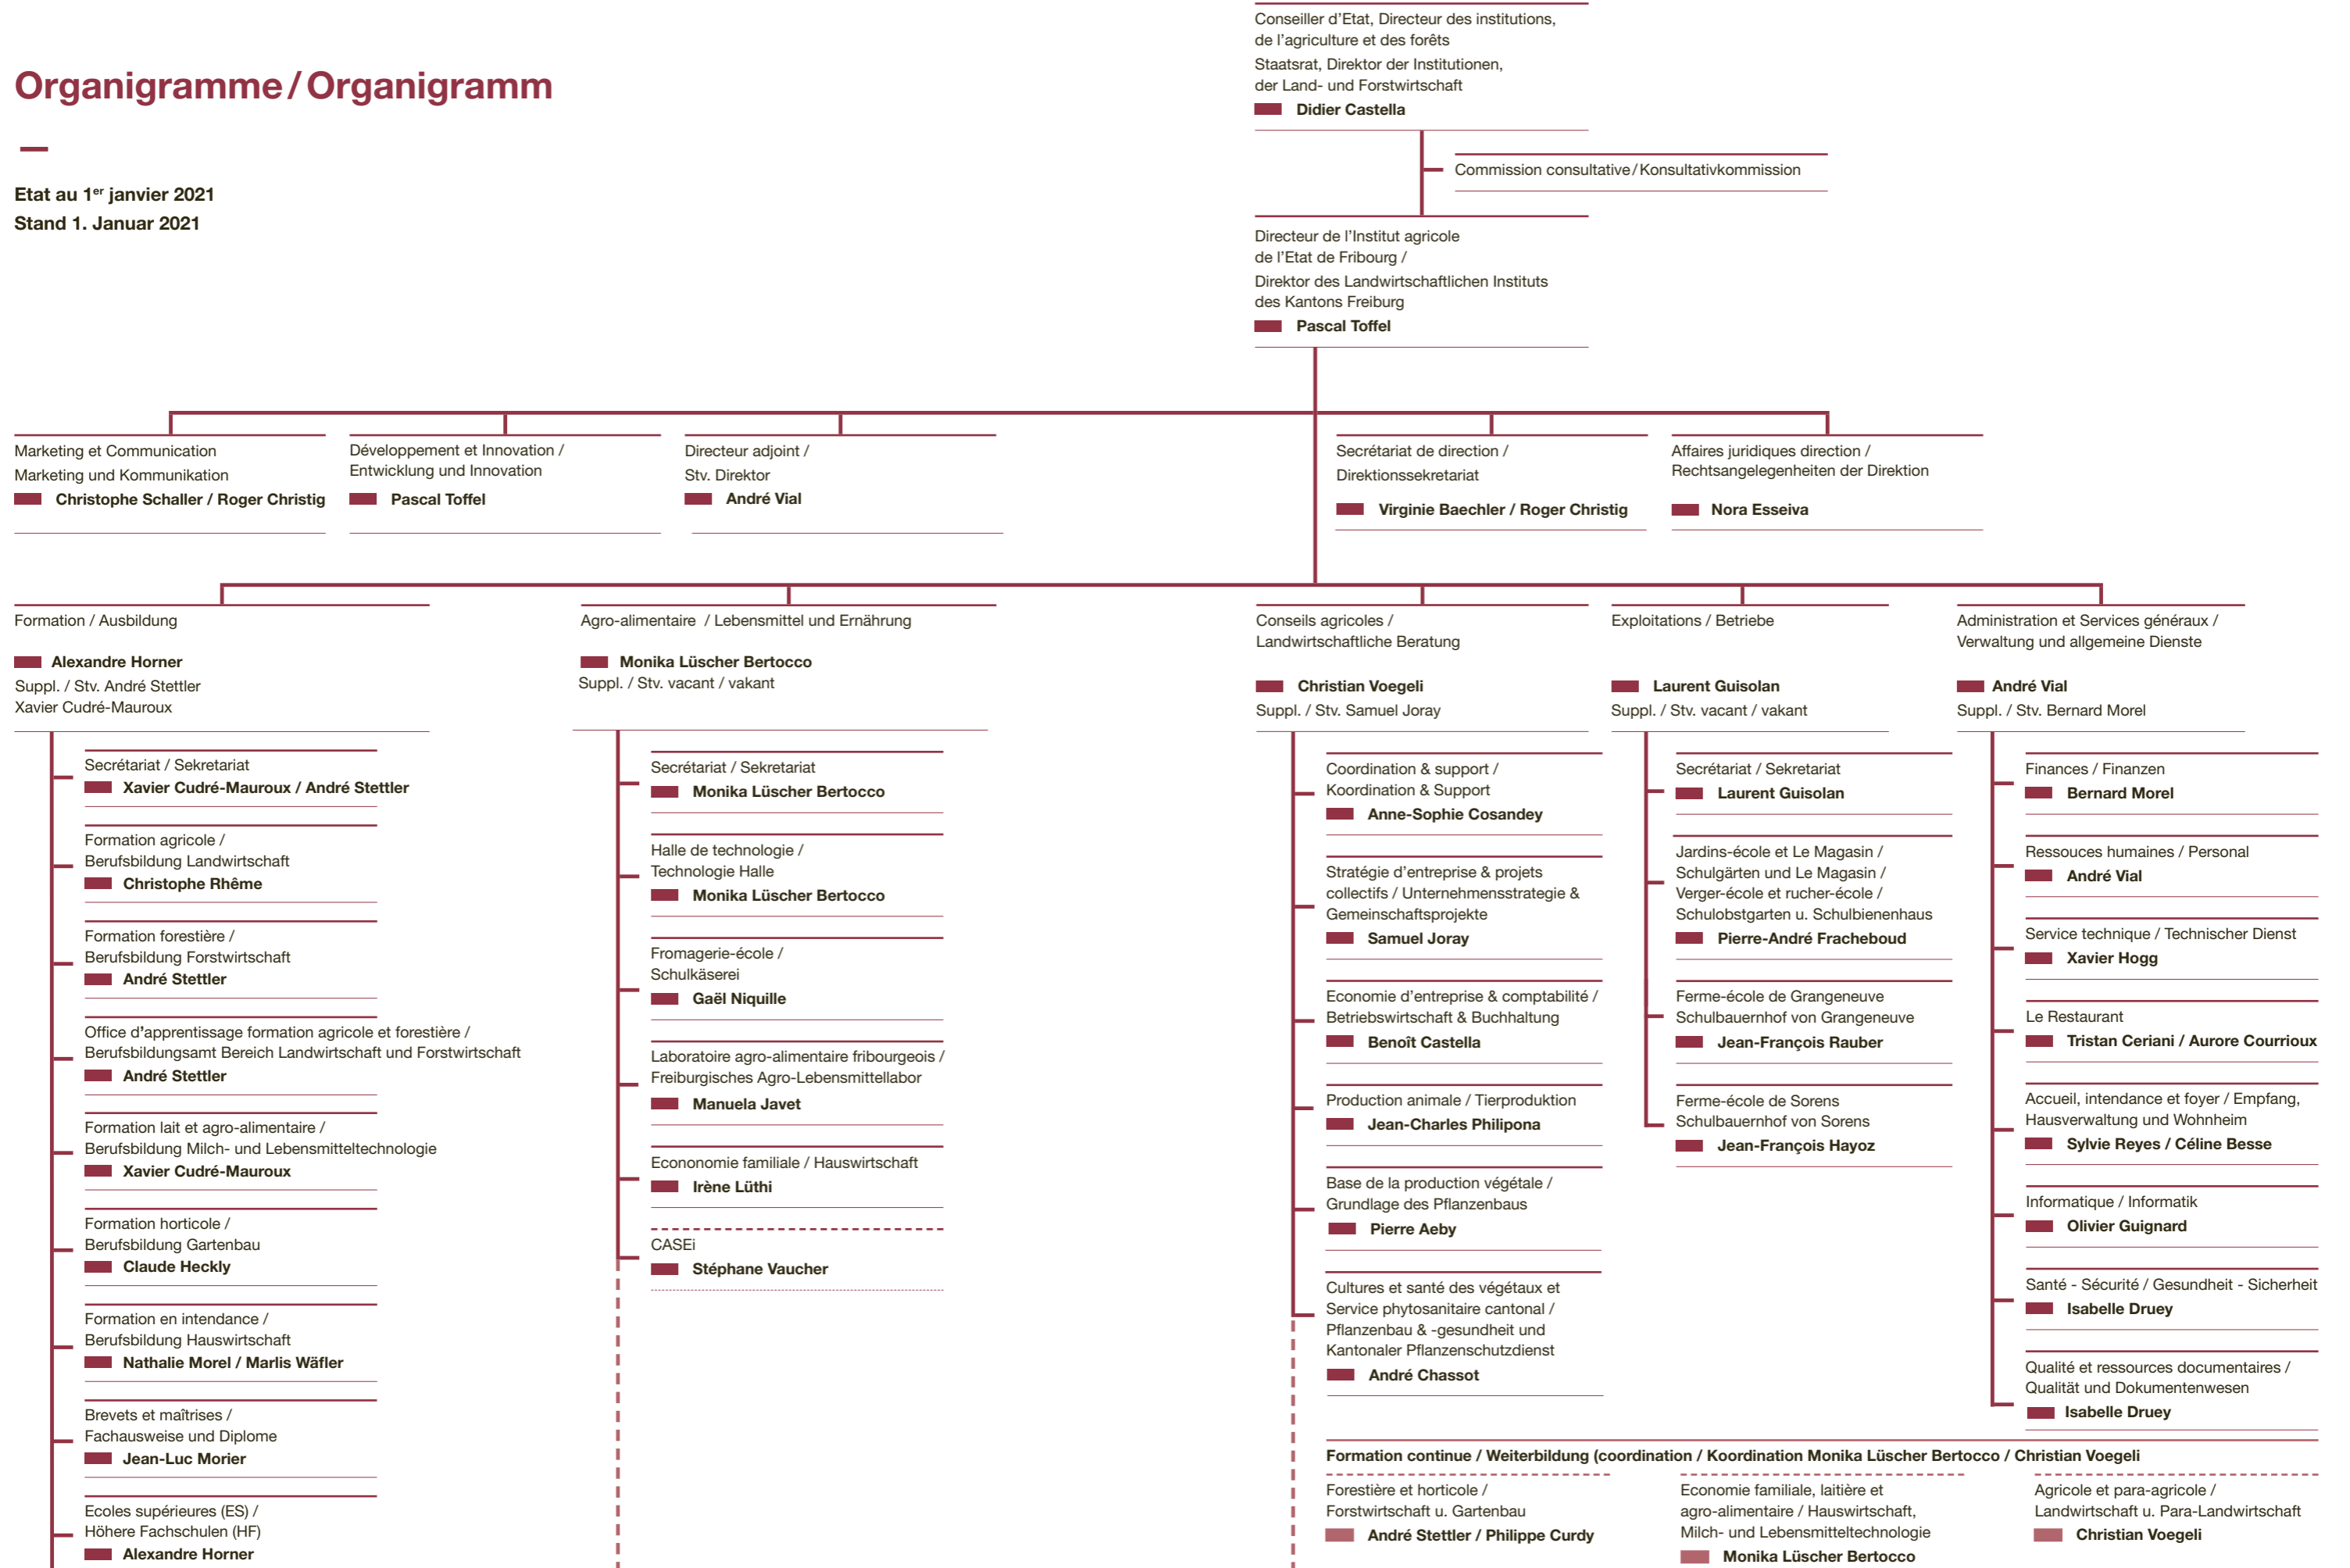 Organigramme / Organigramm
Etat au 1er janvier 2021
Stand 1. Januar 2021
Conseiller d'Etat, Directeur des institutions,
de l'agriculture et des forêts
Staatsrat, Direktor der Institutionen,
der Land- und Forstwirtschaft
Didier Castella
Commission consultative / Konsultativkommission
Directeur de l'Institut agricole
de l'Etat de Fribourg /
Direktor des Landwirtschaftlichen Instituts
des Kantons Freiburg
Pascal Toffel
Marketing et Communication
Marketing und Kommunikation
Christophe Schaller / Roger Christig
Développement et Innovation /
Entwicklung und Innovation
Pascal Toffel
Directeur adjoint /
Stv. Direktor
André Vial
Secrétariat de direction /
Direktionssekretariat
Virginie Baechler / Roger Christig
Affaires juridiques direction /
Rechtsangelegenheiten der Direktion
Nora Esseiva
Formation / Ausbildung
Alexandre Horner
Suppl. / Stv. André Stettler
Xavier Cudré-Mauroux
Secrétariat / Sekretariat
Xavier Cudré-Mauroux / André Stettler
Formation agricole /
Berufsbildung Landwirtschaft
Christophe Rhême
Formation forestière /
Berufsbildung Forstwirtschaft
André Stettler
Office d'apprentissage formation agricole et forestière /
Berufsbildungsamt Bereich Landwirtschaft und Forstwirtschaft
André Stettler
Formation lait et agro-alimentaire /
Berufsbildung Milch- und Lebensmitteltechnologie
Xavier Cudré-Mauroux
Formation horticole /
Berufsbildung Gartenbau
Claude Heckly
Formation en intendance /
Berufsbildung Hauswirtschaft
Nathalie Morel / Marlis Wäfler
Brevets et maîtrises /
Fachausweise und Diplome
Jean-Luc Morier
Ecoles supérieures (ES) /
Höhere Fachschulen (HF)
Alexandre Horner
Agro-alimentaire / Lebensmittel und Ernährung
Monika Lüscher Bertocco
Suppl. / Stv. vacant / vakant
Secrétariat / Sekretariat
Monika Lüscher Bertocco
Halle de technologie /
Technologie Halle
Monika Lüscher Bertocco
Fromagerie-école /
Schulkäserei
Gaël Niquille
Laboratoire agro-alimentaire fribourgeois /
Freiburgisches Agro-Lebensmittellabor
Manuela Javet
Econonomie familiale / Hauswirtschaft
Irène Lüthi
CASEi
Stéphane Vaucher
Conseils agricoles /
Landwirtschaftliche Beratung
Christian Voegeli
Suppl. / Stv. Samuel Joray
Coordination & support /
Koordination & Support
Anne-Sophie Cosandey
Stratégie d'entreprise & projets
collectifs / Unternehmensstrategie &
Gemeinschaftsprojekte
Samuel Joray
Economie d'entreprise & comptabilité /
Betriebswirtschaft & Buchhaltung
Benoît Castella
Production animale / Tierproduktion
Jean-Charles Philipona
Base de la production végétale /
Grundlage des Pflanzenbaus
Pierre Aeby
Cultures et santé des végétaux et
Service phytosanitaire cantonal /
Pflanzenbau & -gesundheit und
Kantonaler Pflanzenschutzdienst
André Chassot
Exploitations / Betriebe
Laurent Guisolan
Suppl. / Stv. vacant / vakant
Secrétariat / Sekretariat
Laurent Guisolan
Jardins-école et Le Magasin /
Schulgärten und Le Magasin /
Verger-école et rucher-école /
Schulobstgarten u. Schulbienenhaus
Pierre-André Fracheboud
Ferme-école de Grangeneuve
Schulbauernhof von Grangeneuve
Jean-François Rauber
Ferme-école de Sorens
Schulbauernhof von Sorens
Jean-François Hayoz
Administration et Services généraux /
Verwaltung und allgemeine Dienste
André Vial
Suppl. / Stv. Bernard Morel
Finances / Finanzen
Bernard Morel
Ressouces humaines / Personal
André Vial
Service technique / Technischer Dienst
Xavier Hogg
Le Restaurant
Tristan Ceriani / Aurore Courrioux
Accueil, intendance et foyer / Empfang,
Hausverwaltung und Wohnheim
Sylvie Reyes / Céline Besse
Informatique / Informatik
Olivier Guignard
Santé - Sécurité / Gesundheit - Sicherheit
Isabelle Druey
Qualité et ressources documentaires /
Qualität und Dokumentenwesen
Isabelle Druey
Formation continue / Weiterbildung (coordination / Koordination Monika Lüscher Bertocco / Christian Voegeli
Forestière et horticole /
Forstwirtschaft u. Gartenbau
André Stettler / Philippe Curdy
Economie familiale, laitière et
agro-alimentaire / Hauswirtschaft,
Milch- und Lebensmitteltechnologie
Monika Lüscher Bertocco
Agricole et para-agricole /
Landwirtschaft u. Para-Landwirtschaft
Christian Voegeli